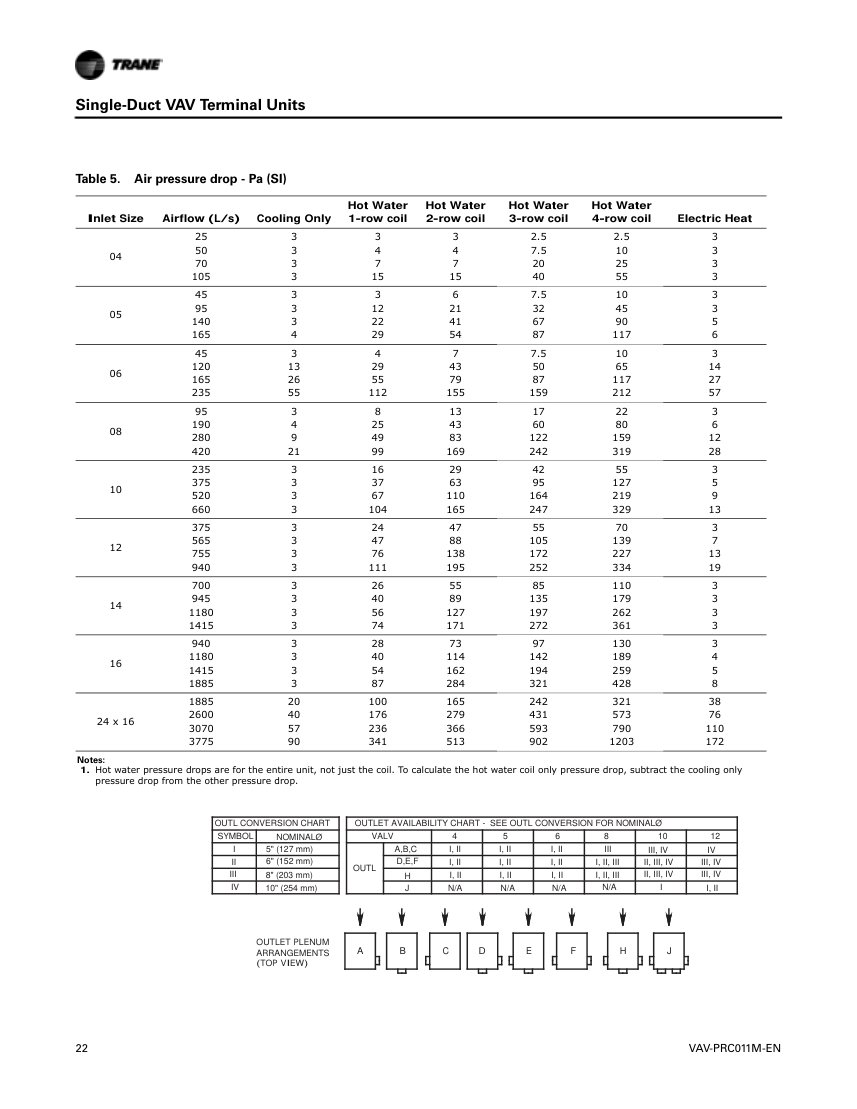 TRANE
Single-Duct VAV Terminal Units
Table 5. Air pressure drop - Pa (SI)
Inlet Size Airflow (L/s) Cooling Only Hot Water 1-row coil Hot Water 2-row coil Hot Water 3-row coil Hot Water 4-row coil Electric Heat
04
25 3 3 3 2.5 2.5 3
50 3 4 4 7.5 10 3
70 3 7 7 20 25 3
105 3 15 15 40 55 3
05
45 3 3 6 7.5 10 3
95 3 12 21 32 45 3
140 3 22 41 67 90 5
165 4 29 54 87 117 6
06
45 3 4 7 7.5 10 3
120 13 29 43 50 65 14
165 26 55 79 87 117 27
235 55 112 155 159 212 57
08
95 3 8 13 17 22 3
190 4 25 43 60 80 6
280 9 49 83 122 159 12
420 21 99 169 242 319 28
10
235 3 16 29 42 55 3
375 3 37 63 95 127 5
520 3 67 110 164 219 9
660 3 104 165 247 329 13
12
375 3 24 47 55 70 3
565 3 47 88 105 139 7
755 3 76 138 172 227 13
940 3 111 195 252 334 19
14
700 3 26 55 85 110 3
945 3 40 89 135 179 3
1180 3 56 127 197 262 3
1415 3 74 171 272 361 3
16
940 3 28 73 97 130 3
1180 3 40 114 142 189 4
1415 3 54 162 194 259 5
1885 3 87 284 321 428 8
24 x 16
1885 20 100 165 242 321 38
2600 40 176 279 431 573 76
3070 57 236 366 593 790 110
3775 90 341 513 902 1203 172
Notes:
1. Hot water pressure drops are for the entire unit, not just the coil. To calculate the hot water coil only pressure drop, subtract the cooling only
pressure drop from the other pressure drop.
OUTL CONVERSION CHART
SYMBOL NOMINALØ
I 5" (127 mm)
II 6" (152 mm)
III 8" (203 mm)
IV 10" (254 mm)
OUTLET AVAILABILITY CHART - SEE OUTL CONVERSION FOR NOMINALØ
VALV 4 5 6 8 10 12
OUTL
A,B,C I, II I, II I, II III III, IV IV
D,E,F I, II I, II I, II I, II, III II, III, IV III, IV
H I, II I, II I, II I, II, III II, III, IV III, IV
J N/A N/A N/A N/A I I, II
OUTLET PLENUM
ARRANGEMENTS
(TOP VIEW)
A B C D E F H J
22 VAV-PRC011M-EN